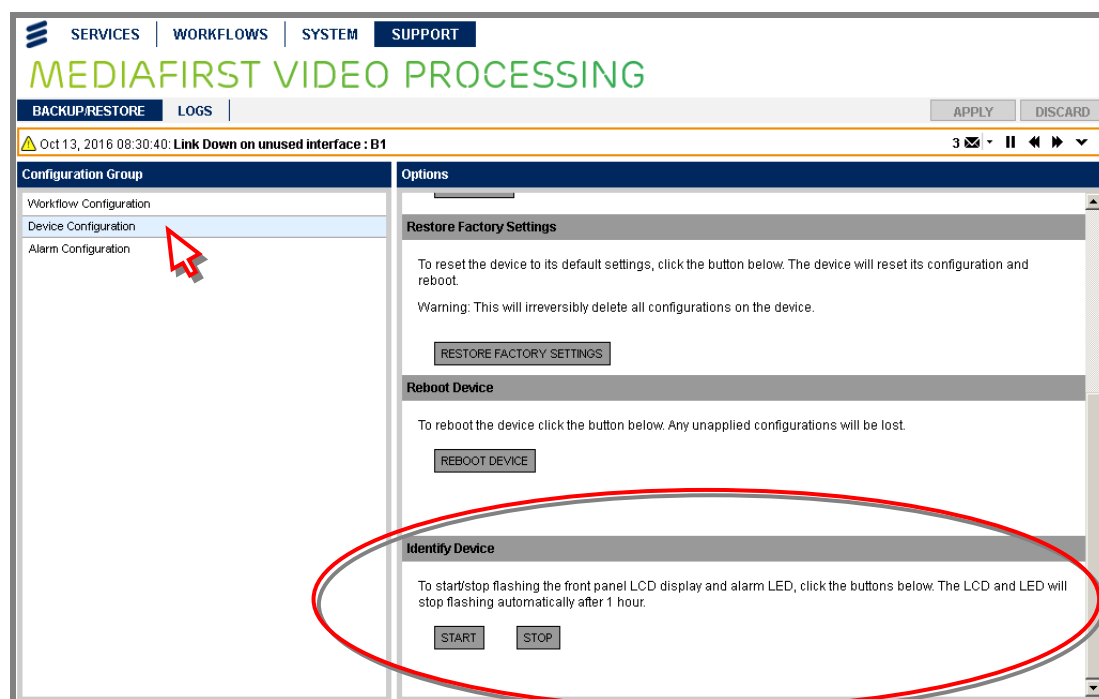 SERVICES WORKFLOWS SYSTEM SUPPORT
MEDIAFIRST VIDEO PROCESSING
BACKUP/RESTORE LOGS APPLY DISCARD
Oct 13, 2016 08:30:40: Link Down on unused interface : B1 3
Configuration Group
Workflow Configuration
Device Configuration
Alarm Configuration
Options
Restore Factory Settings
To reset the device to its default settings, click the button below. The device will reset its configuration and
reboot.
Warning: This will irreversibly delete all configurations on the device.
RESTORE FACTORY SETTINGS
Reboot Device
To reboot the device click the button below. Any unapplied configurations will be lost.
REBOOT DEVICE
Identify Device
To start/stop flashing the front panel LCD display and alarm LED, click the buttons below. The LCD and LED will
stop flashing automatically after 1 hour.
START STOP